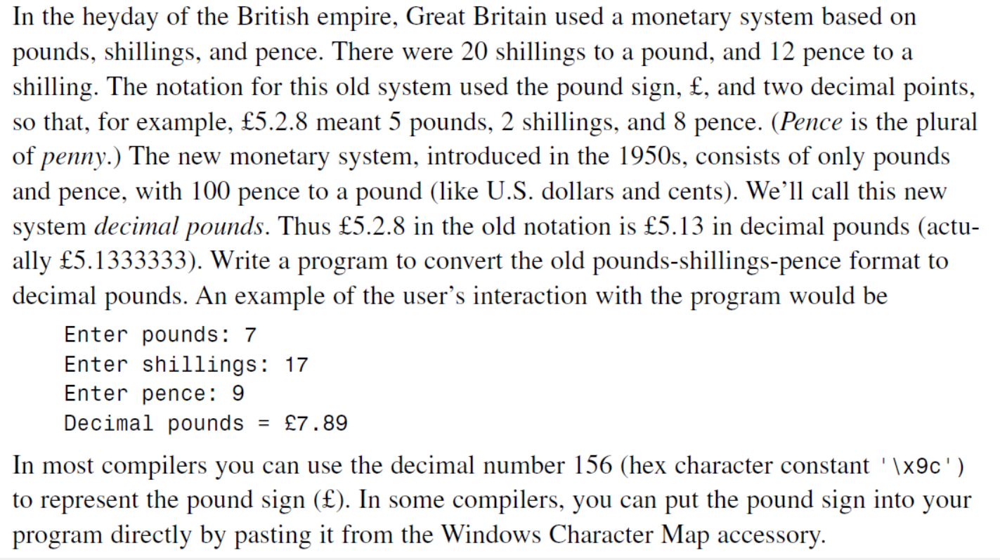 In the heyday of the British empire, Great Britain used a monetary system based on
pounds, shillings, and pence. There were 20 shillings to a pound, and 12 pence to a
shilling. The notation for this old system used the pound sign, £, and two decimal points,
so that, for example, £5.2.8 meant 5 pounds, 2 shillings, and 8 pence. (Pence is the plural
of penny.) The new monetary system, introduced in the 1950s, consists of only pounds
and pence, with 100 pence to a pound (like U.S. dollars and cents). We’ll call this new
system decimal pounds. Thus £5.2.8 in the old notation is £5.13 in decimal pounds (actu-
ally £5.1333333). Write a program to convert the old pounds-shillings-pence format to
decimal pounds. An example of the user’s interaction with the program would be
Enter pounds: 7
Enter shillings: 17
Enter pence: 9
Decimal pounds = £7.89
In most compilers you can use the decimal number 156 (hex character constant '\x9c')
to represent the pound sign (£). In some compilers, you can put the pound sign into your
program directly by pasting it from the Windows Character Map accessory.